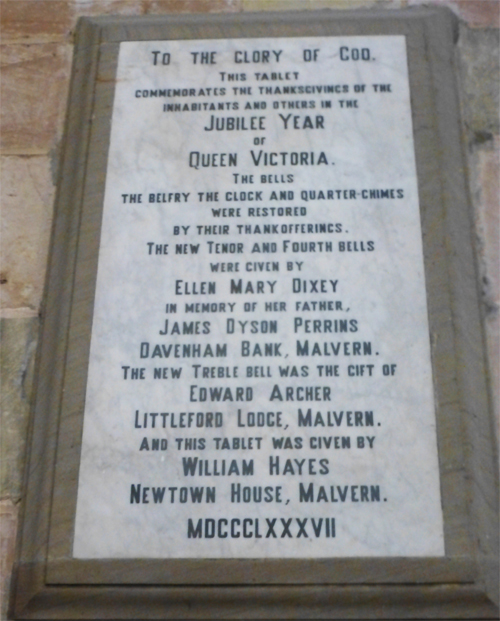 TO THE GLORY OF GOD.
THIS TABLET
COMMEMORATES THE THANKSGIVINGS OF THE
INHABITANTS AND OTHERS IN THE
JUBILEE YEAR
OF
QUEEN VICTORIA.
THE BELLS
THE BELFRY THE CLOCK AND QUARTER-CHIMES
WERE RESTORED
BY THEIR THANKOFFERINGS.
THE NEW TENOR AND FOURTH BELLS
WERE GIVEN BY
ELLEN MARY DIXEY
IN MEMORY OF HER FATHER,
JAMES DYSON PERRINS
DAVENHAM BANK, MALVERN.
THE NEW TREBLE BELL WAS THE GIFT OF
EDWARD ARCHER
LITTLEFORD LODGE, MALVERN.
AND THIS TABLET WAS GIVEN BY
WILLIAM HAYES
NEWTOWN HOUSE, MALVERN.
MDCCCLXXXVII